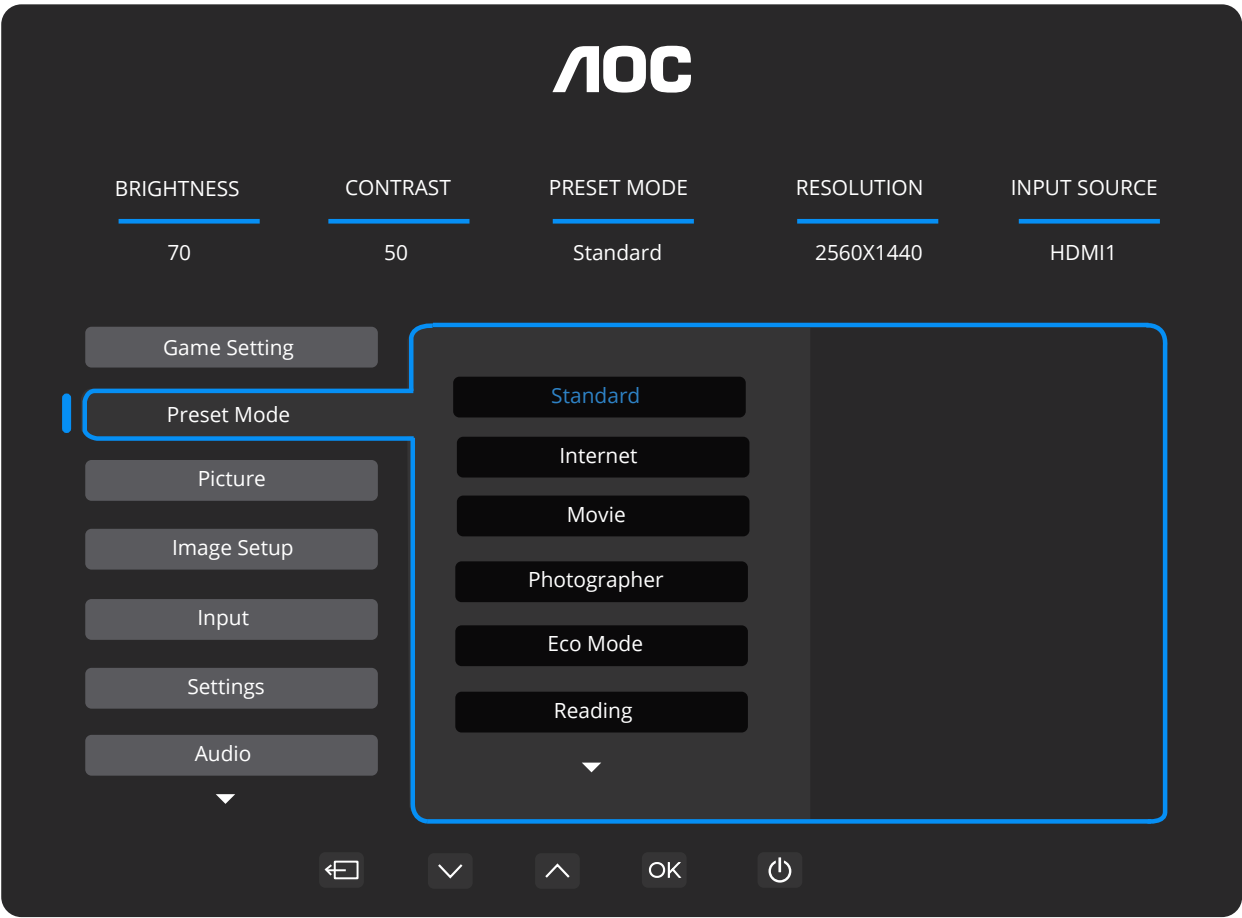 AOC
BRIGHTNESS CONTRAST PRESET MODE RESOLUTION INPUT SOURCE
70 50 Standard 2560X1440 HDMI1
Game Setting
Preset Mode
Picture
Image Setup
Input
Settings
Audio
Standard
Internet
Movie
Photographer
Eco Mode
Reading
OK